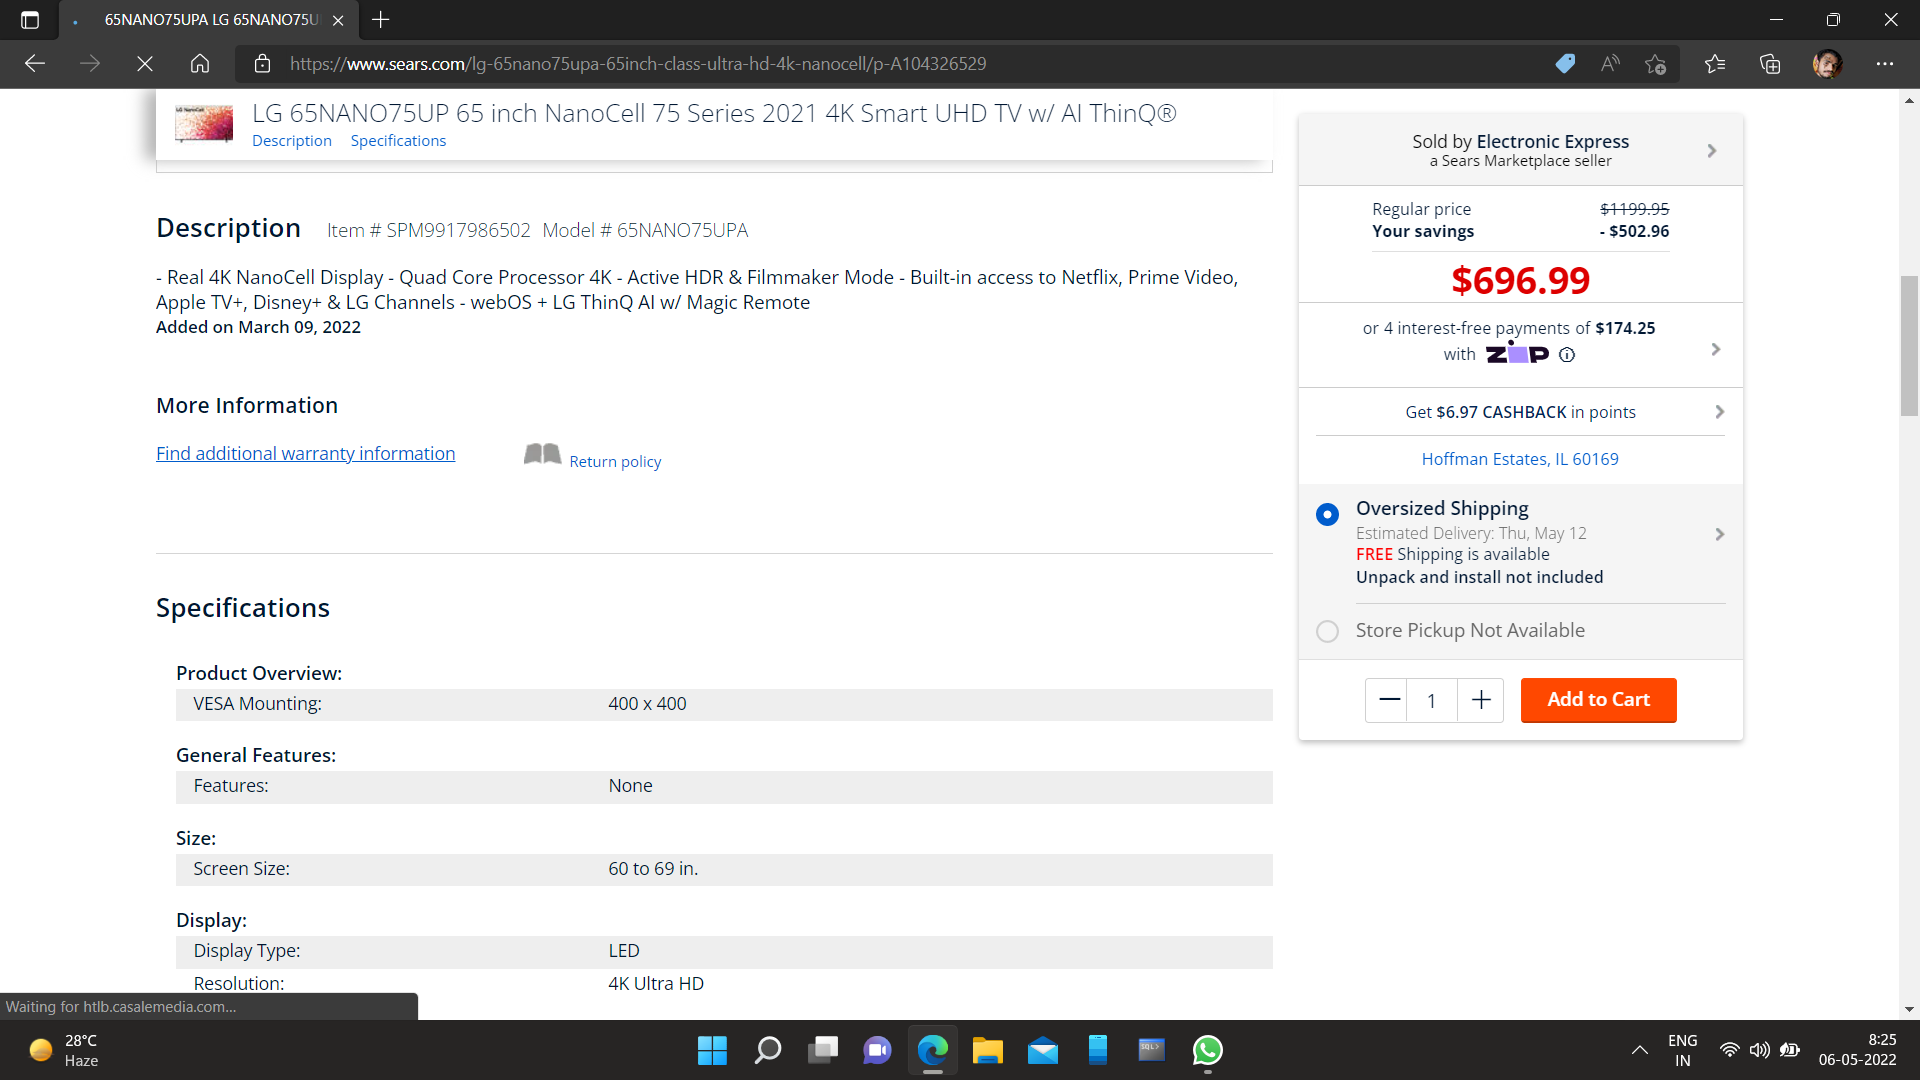 65NANO75UPA LG 65NANO75U
https://www.sears.com/lg-65nano75upa-65inch-class-ultra-hd-4k-nanocell/p-A104326529
LG 65NANO75UP 65 inch NanoCell 75 Series 2021 4K Smart UHD TV w/ AI ThinQ®
Description Specifications
Description Item # SPM9917986502 Model # 65NANO75UPA
- Real 4K NanoCell Display - Quad Core Processor 4K - Active HDR & Filmmaker Mode - Built-in access to Netflix, Prime Video,
Apple TV+, Disney+ & LG Channels - webOS + LG ThinQ AI w/ Magic Remote
Added on March 09, 2022
More Information
Find additional warranty information Return policy
Specifications
Product Overview:
VESA Mounting: 400 x 400
General Features:
Features: None
Size:
Screen Size: 60 to 69 in.
Display:
Display Type: LED
Resolution: 4K Ultra HD
Sold by Electronic Express
a Sears Marketplace seller
Regular price $1199.95
Your savings - $502.96
$696.99
or 4 interest-free payments of $174.25
with ZIP
Get $6.97 CASHBACK in points
Hoffman Estates, IL 60169
Oversized Shipping
Estimated Delivery: Thu, May 12
FREE Shipping is available
Unpack and install not included
Store Pickup Not Available
1 Add to Cart
Waiting for htlb.casalemedia.com...
28°C
Haze
SQL>
ENG
IN
8:25
06-05-2022